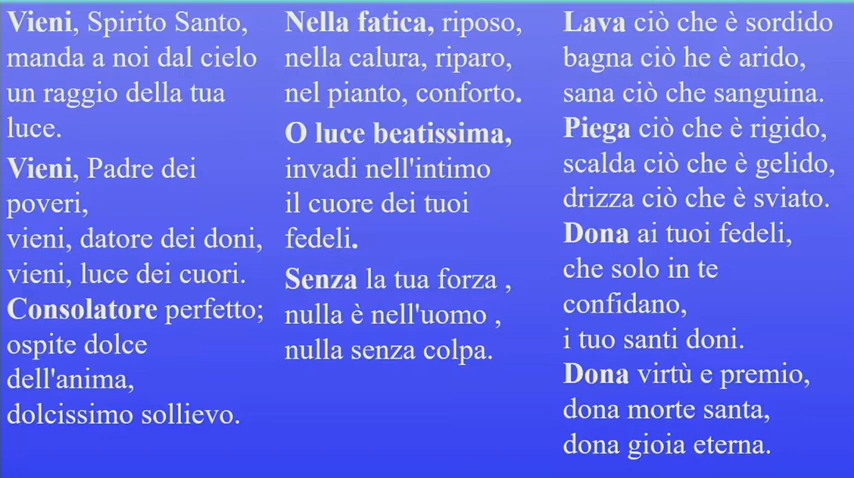 Vieni, Spirito Santo,
manda a noi dal cielo
un raggio della tua
luce.
Vieni, Padre dei
poveri,
vieni, datore dei doni,
vieni, luce dei cuori.
Consolatore perfetto;
ospite dolce
dell'anima,
dolcissimo sollievo.
Nella fatica, riposo,
nella calura, riparo,
nel pianto, conforto.
O luce beatissima,
invadi nell'intimo
il cuore dei tuoi
fedeli.
Senza la tua forza ,
nulla è nell'uomo ,
nulla senza colpa.
Lava ciò che è sordido
bagna ciò he è arido,
sana ciò che sanguina.
Piega ciò che è rigido,
scalda ciò che è gelido,
drizza ciò che è sviato.
Dona ai tuoi fedeli,
che solo in te
confidano,
i tuo santi doni.
Dona virtù e premio,
dona morte santa,
dona gioia eterna.